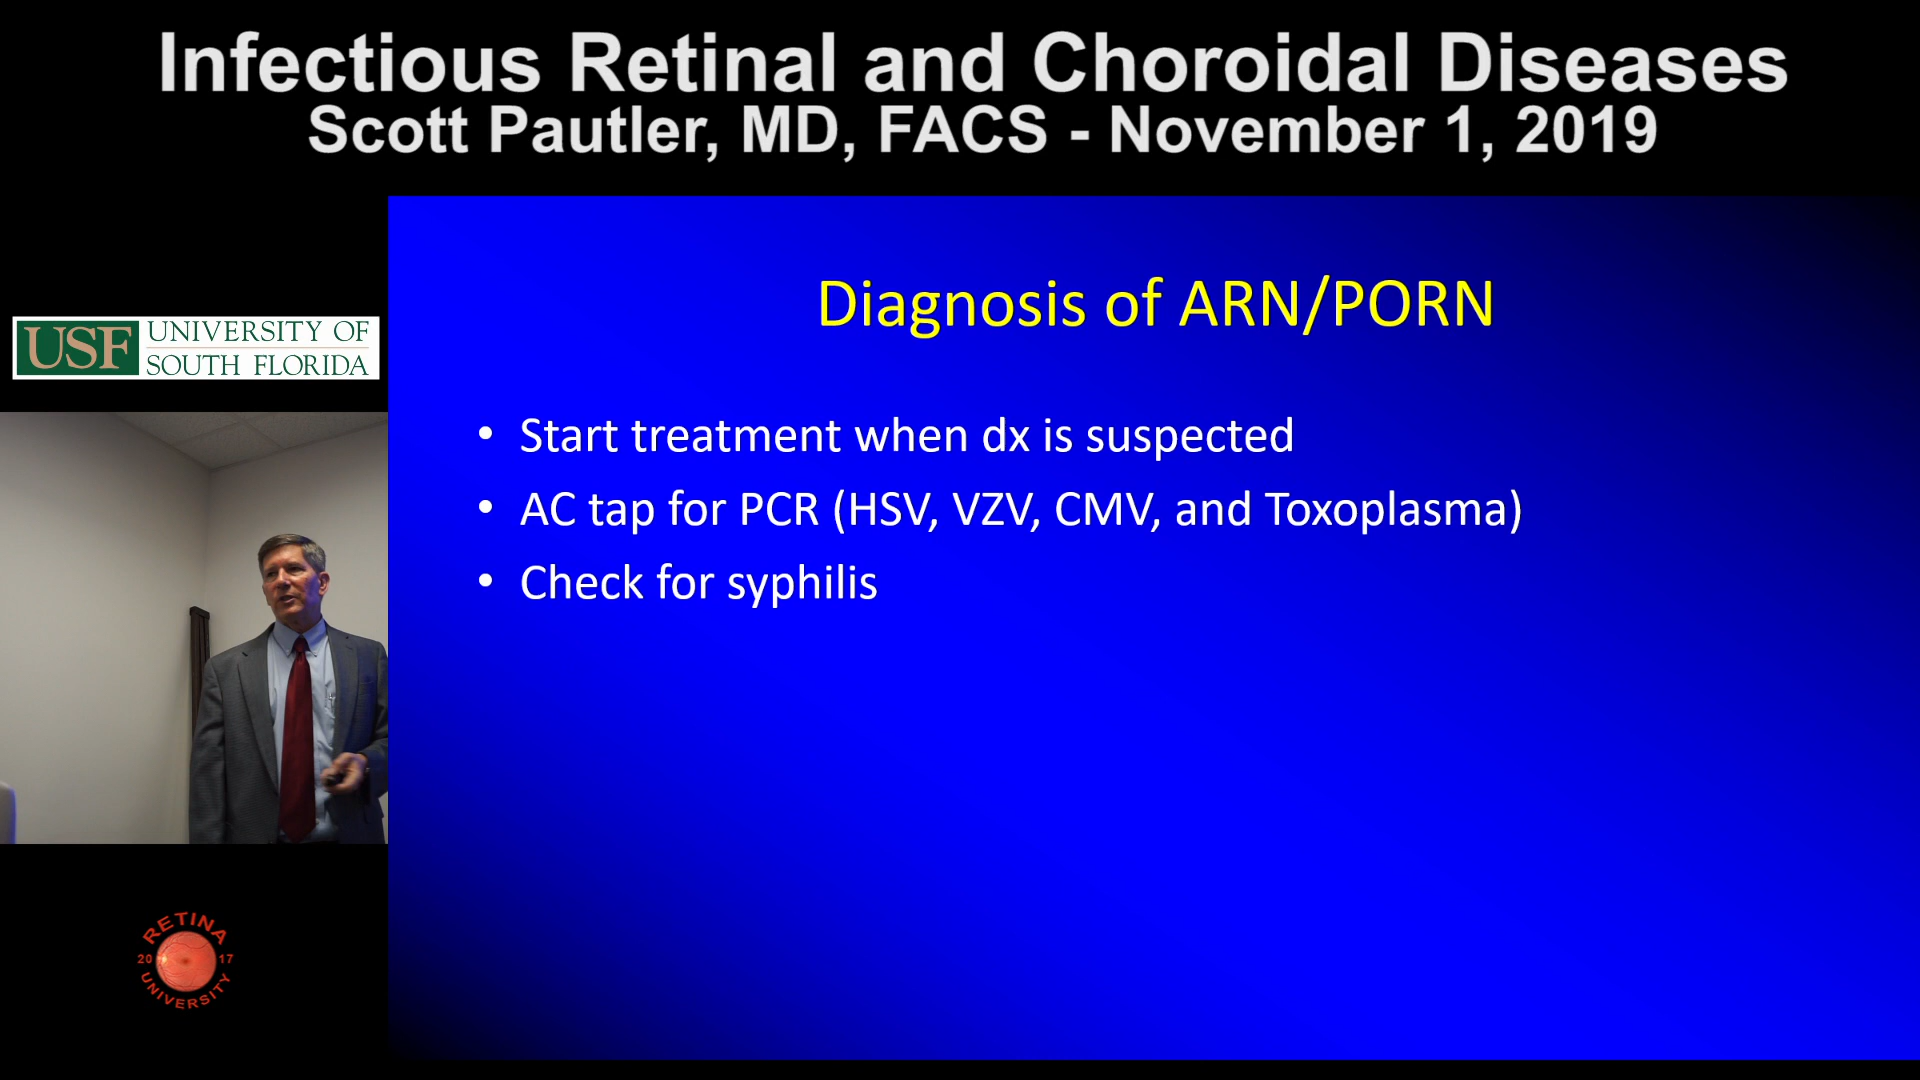 Infectious Retinal and Choroidal Diseases
Scott Pautler, MD, FACS - November 1, 2019
USF UNIVERSITY OF
SOUTH FLORIDA
Diagnosis of ARN/PORN
• Start treatment when dx is suspected
• AC tap for PCR (HSV, VZV, CMV, and Toxoplasma)
• Check for syphilis
RETINA
20 17
UNIVERSITY